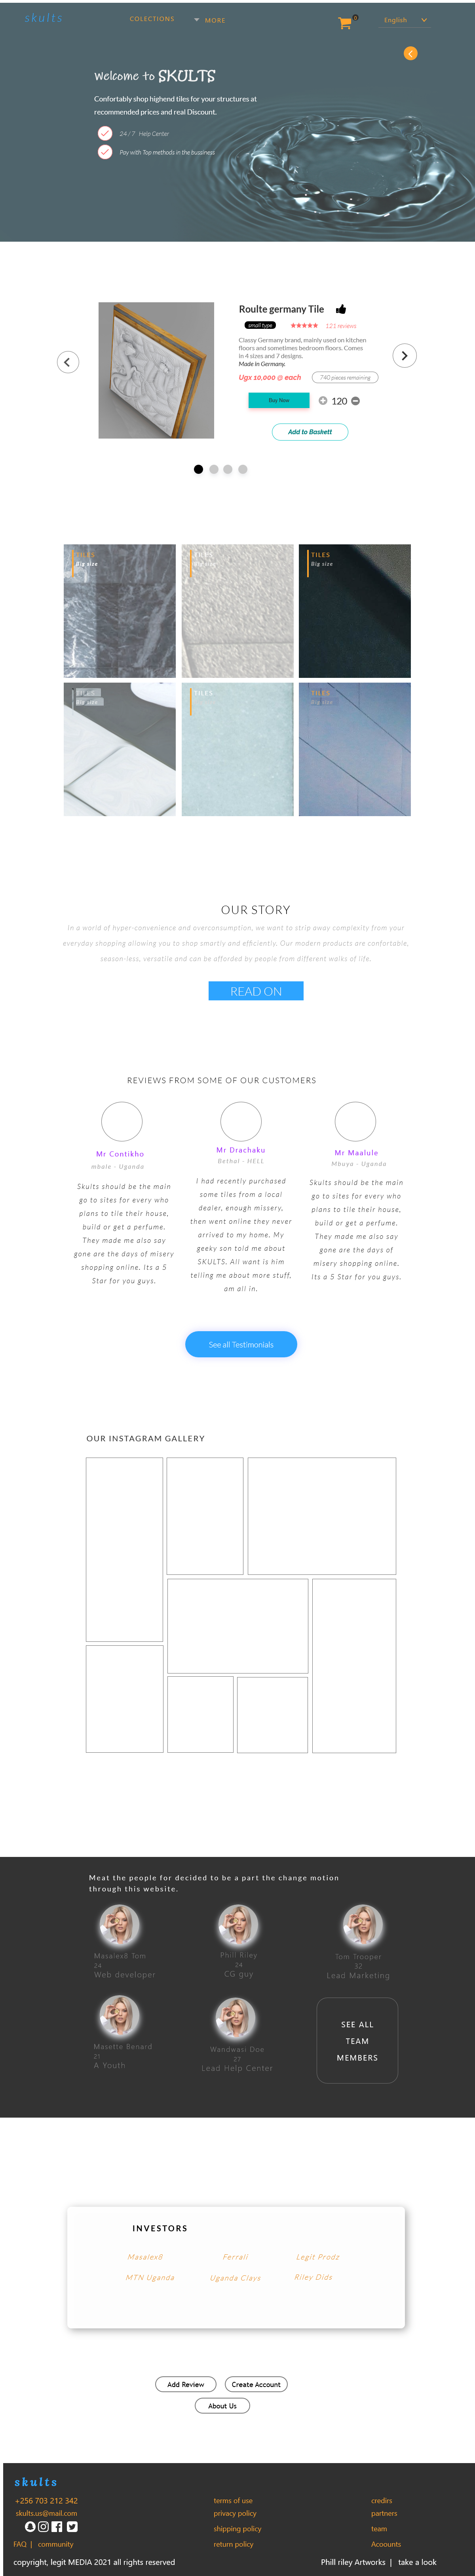 skults
COLECTIONS
MORE
0
English
Welcome to SKULTS
Confortably shop highend tiles for your structures at
recommended prices and real Discount.
24 / 7 Help Center
Pay with Top methods in the bussiness
Roulte germany Tile
small type
121 reviews
Classy Germany brand, mainly used on kitchen
floors and sometimes bedroom floors. Comes
in 4 sizes and 7 designs.
Made in Germany.
Ugx 10,000 @ each
740 pieces remaining
Buy Now
120
Add to Baskett
TILES
Big size
TILES
Big size
TILES
Big size
TILES
Big size
TILES
TILES
Big size
OUR STORY
In a world of hyper-convenience and overconsumption, we want to strip away complexity from your
everyday shopping allowing you to shop smartly and efficiently. Our modern products are confortable,
season-less, versatile and can be afforded by people from different walks of life.
READ ON
REVIEWS FROM SOME OF OUR CUSTOMERS
Mr Contikho
mbale - Uganda
Skults should be the main
go to sites for every who
plans to tile their house,
build or get a perfume.
They made me also say
gone are the days of misery
shopping online. Its a 5
Star for you guys.
Mr Drachaku
Bethal - HELL
I had recently purchased
some tiles from a local
dealer, enough missery,
then went online they never
arrived to my home. My
geeky son told me about
SKULTS. All want is him
telling me about more stuff,
am all in.
Mr Maalule
Mbuya - Uganda
Skults should be the main
go to sites for every who
plans to tile their house,
build or get a perfume.
They made me also say
gone are the days of
misery shopping online.
Its a 5 Star for you guys.
See all Testimonials
OUR INSTAGRAM GALLERY
Meat the people for decided to be a part the change motion
through this website.
Masalex8 Tom
24
Web developer
Phill Riley
24
CG guy
Tom Trooper
32
Lead Marketing
Masette Benard
21
A Youth
Wandwasi Doe
27
Lead Help Center
SEE ALL
TEAM
MEMBERS
INVESTORS
Masalex8
Ferrali
Legit Prodz
MTN Uganda
Uganda Clays
Riley Dids
Add Review
Create Account
About Us
skults
+256 703 212 342
skults.us@mail.com
FAQ | community
terms of use
privacy policy
shipping policy
return policy
credirs
partners
team
Acoounts
copyright, legit MEDIA 2021 all rights reserved
Phill riley Artworks | take a look